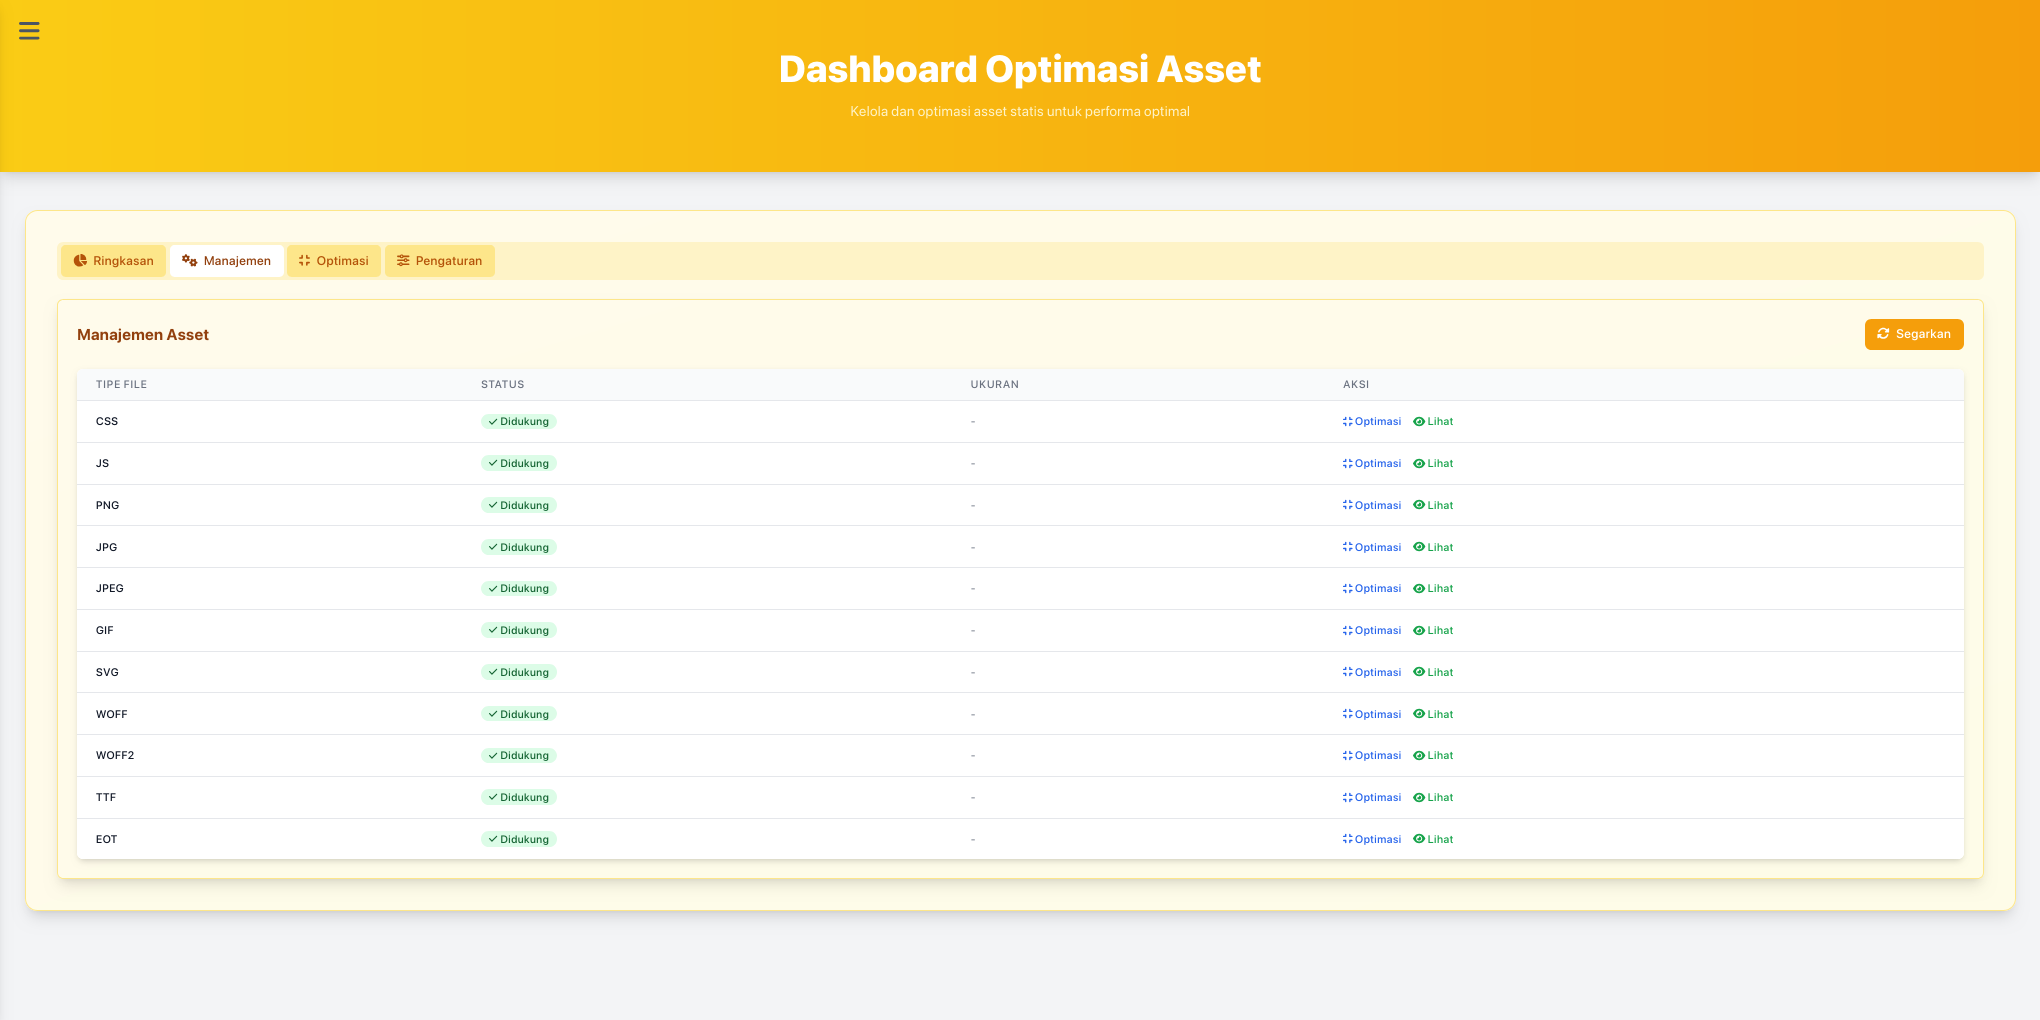 Dashboard Optimasi Asset
Kelola dan optimasi asset statis untuk performa optimal
Ringkasan Manajemen Optimasi Pengaturan
Manajemen Asset Segarkan
TIPE FILE STATUS UKURAN AKSI
CSS Didukung - Optimasi Lihat
JS Didukung - Optimasi Lihat
PNG Didukung - Optimasi Lihat
JPG Didukung - Optimasi Lihat
JPEG Didukung - Optimasi Lihat
GIF Didukung - Optimasi Lihat
SVG Didukung - Optimasi Lihat
WOFF Didukung - Optimasi Lihat
WOFF2 Didukung - Optimasi Lihat
TTF Didukung - Optimasi Lihat
EOT Didukung - Optimasi Lihat